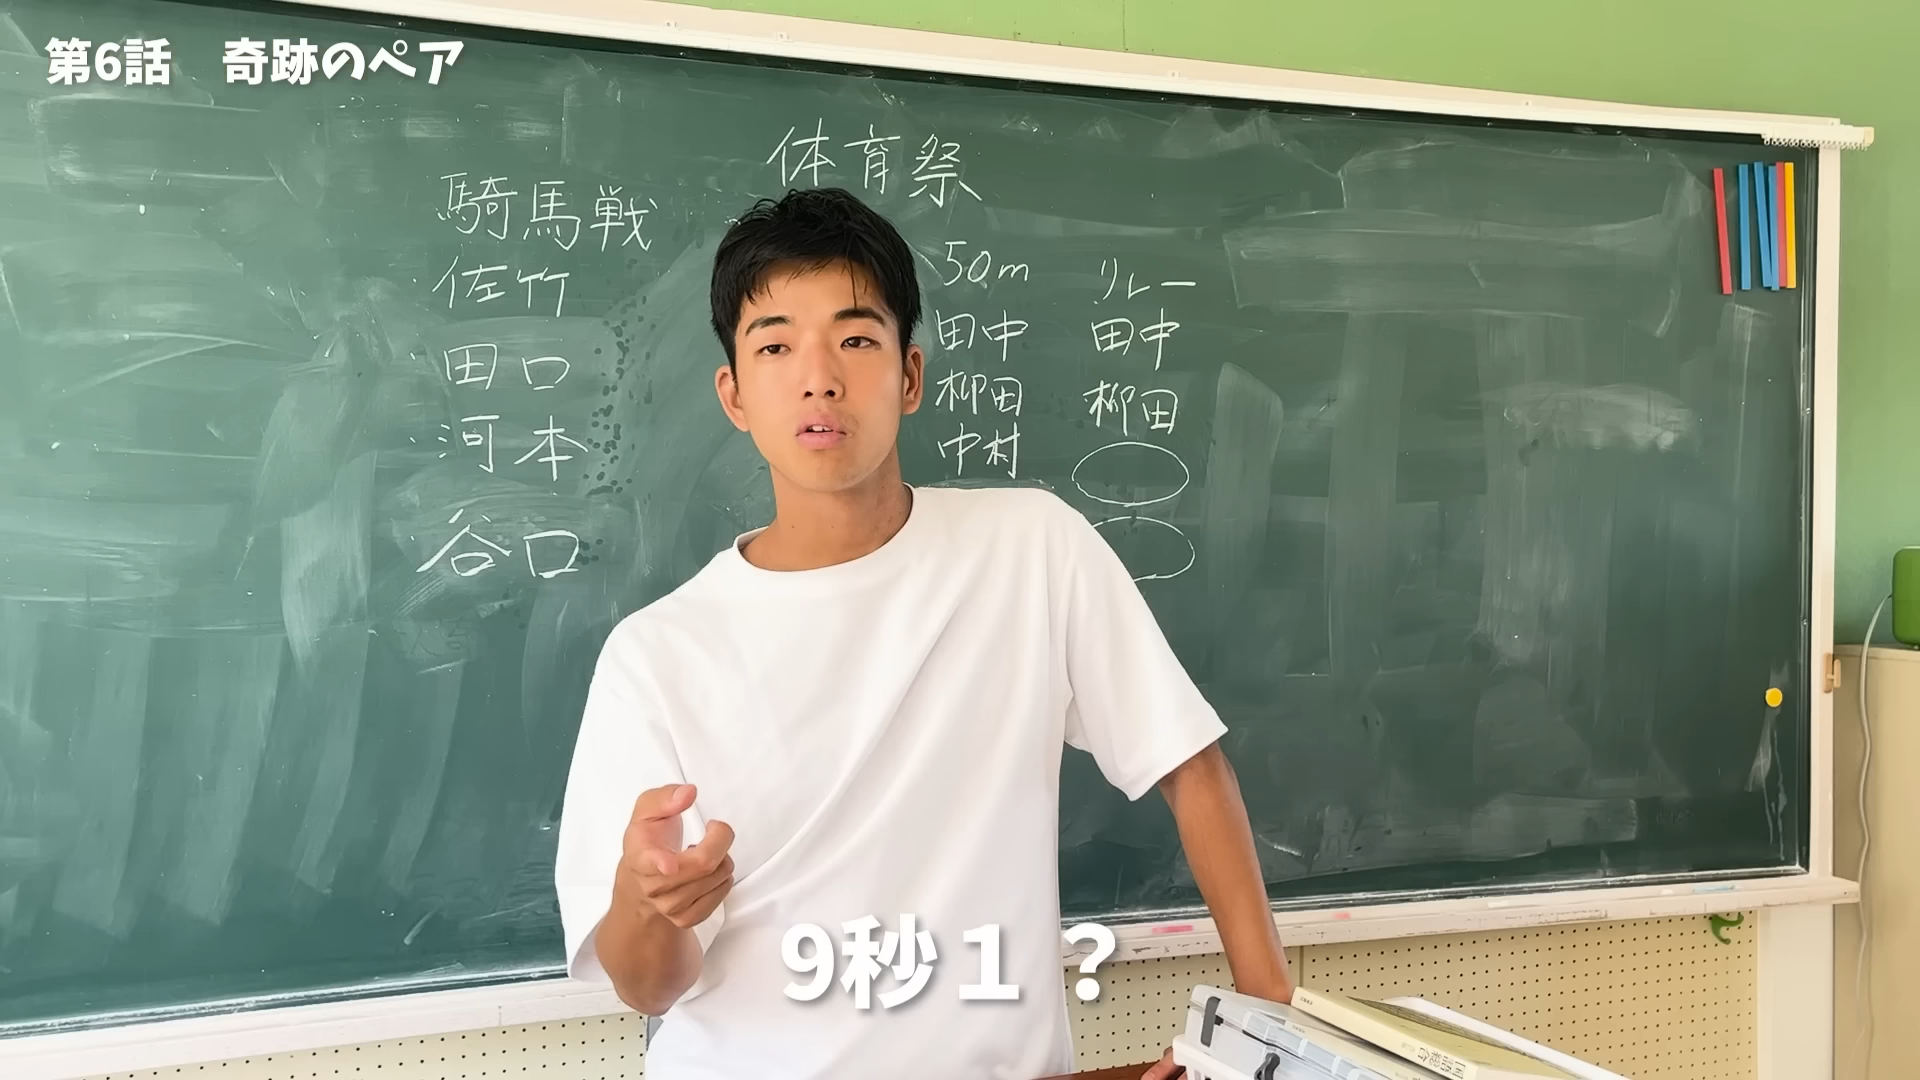 第6話　奇跡のペア
体育祭
騎馬戦
佐竹
田口
河本
谷口
50m
田中
柳田
中村
リレー
田中
柳田
9秒１？